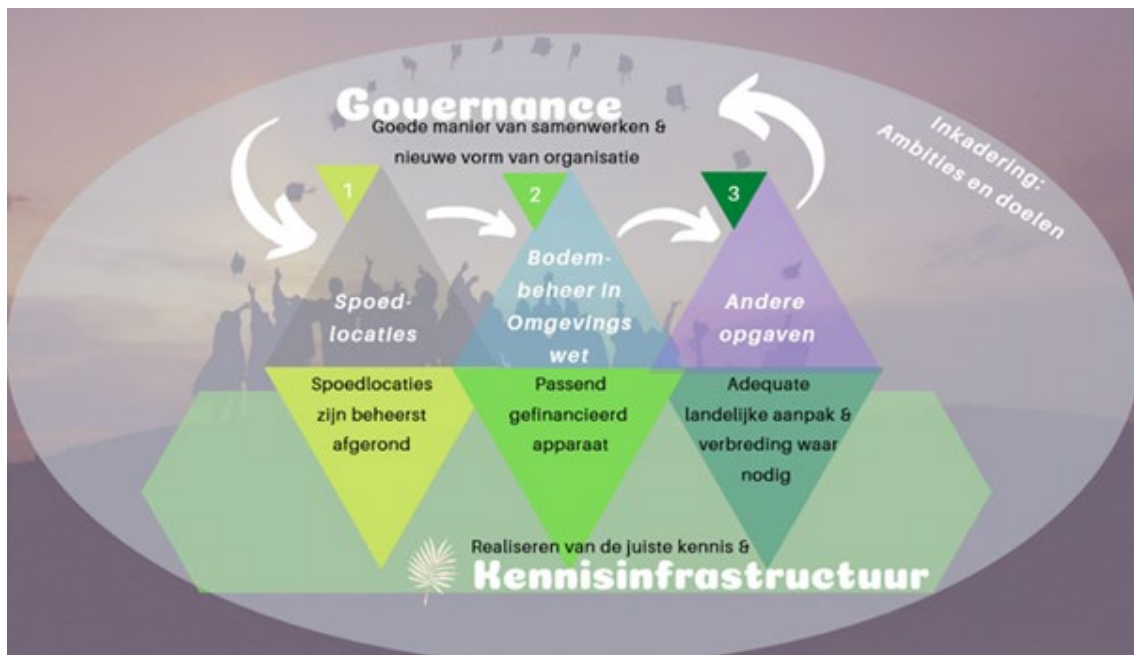 Governance
Goede manier van samenwerken &
nieuwe vorm van organisatie
Inkadering:
Ambities en doelen
1
2
3
Spoed-
locaties
Bodem-
beheer In
Omgevings
wet
Andere
opgaven
Spoedlocaties
zijn beheerst
afgerond
Passend
gefinancieerd
apparaat
Adequate
landelijke aanpak &
verbreding waar
nodig
Realiseren van de juiste kennis &
Kennisinfrastructuur